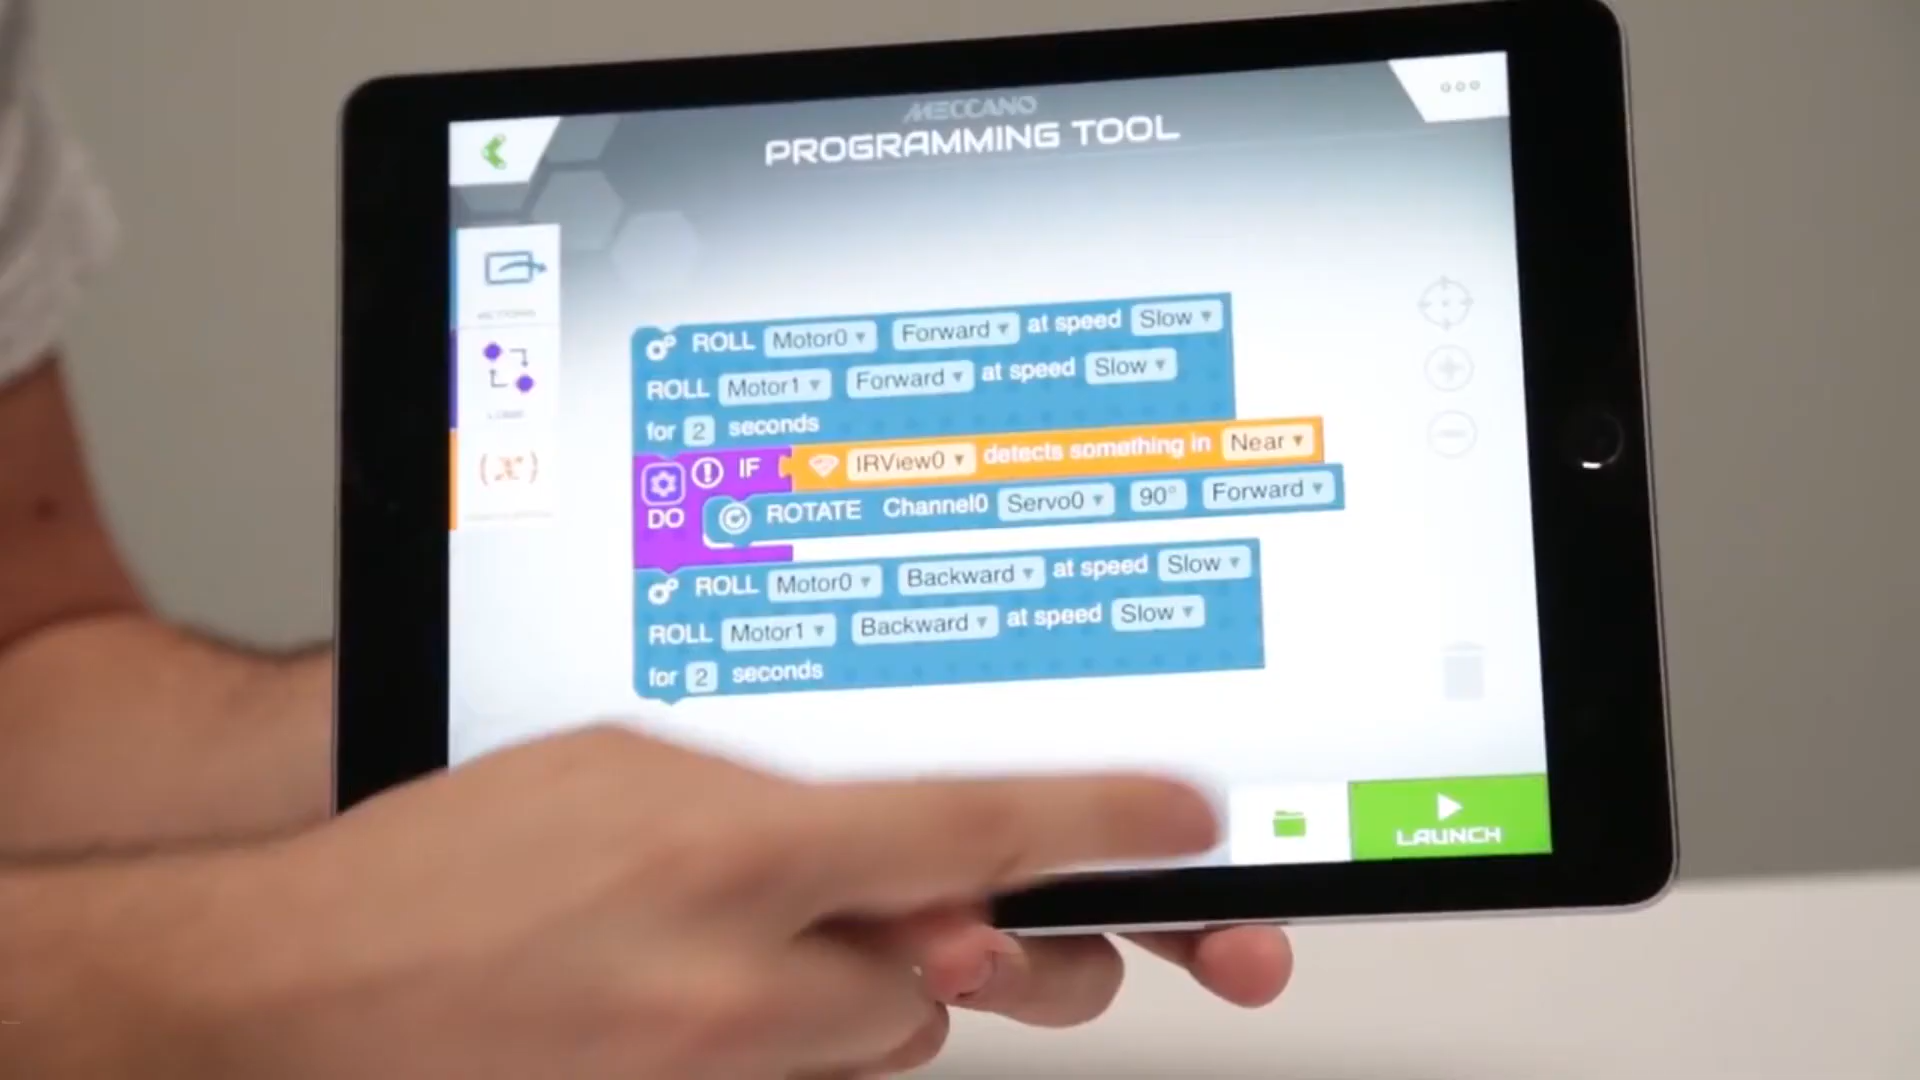 MECCANO
PROGRAMMING TOOL
ROLL Motor0 Forward at speed Slow
ROLL Motor1 Forward at speed Slow
for 2 seconds
IF IRView0 detects something in Near
DO ROTATE Channel0 Servo0 90° Forward
ROLL Motor0 Backward at speed Slow
ROLL Motor1 Backward at speed Slow
for 2 seconds
ACTIONS
LOGIC
(x)
LAUNCH